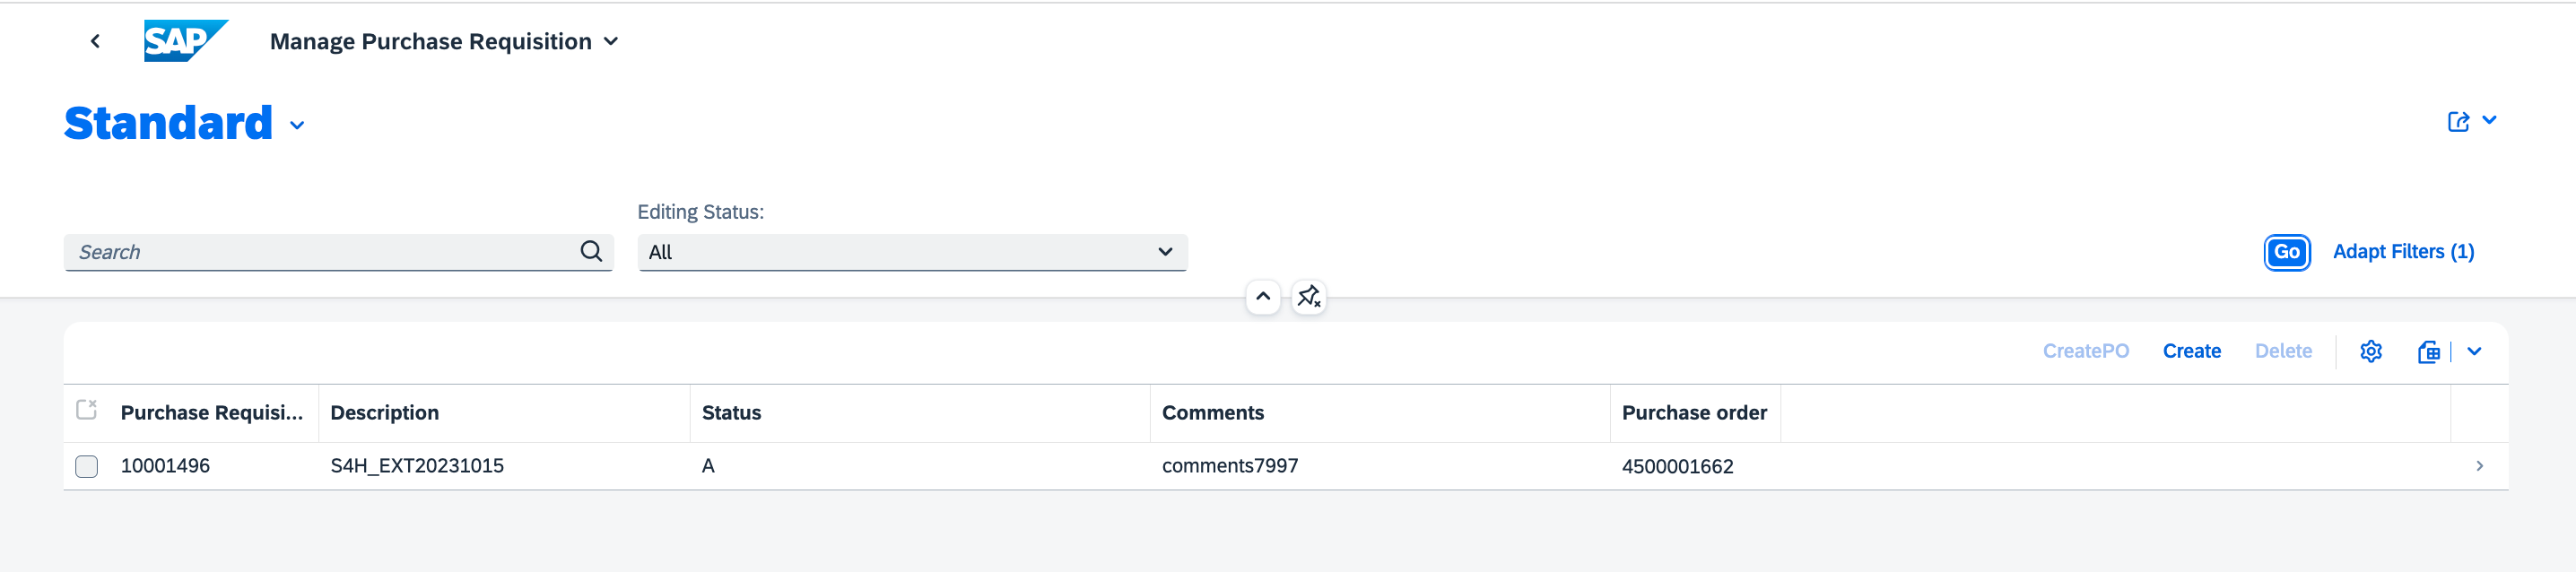 SAP Manage Purchase Requisition
Standard
Editing Status:
Search All Go Adapt Filters (1)
CreatePO Create Delete
Purchase Requisi... Description Status Comments Purchase order
10001496 S4H_EXT20231015 A comments7997 4500001662